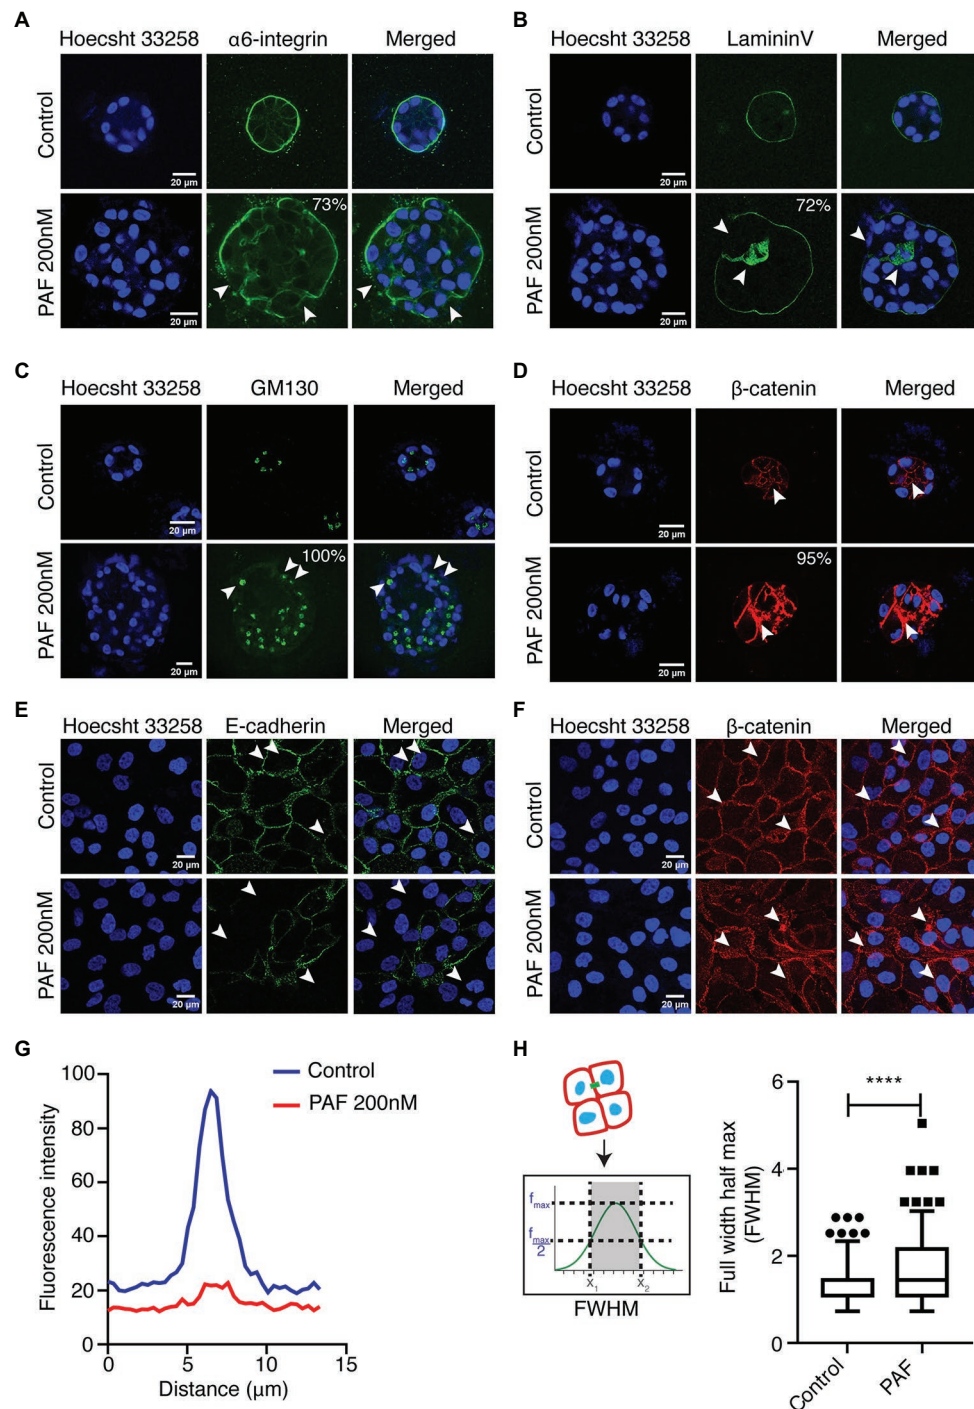 A
Hoecsht 33258 α6-integrin Merged
Control
20 µm
PAF 200nM
73%
20 µm
B
Hoecsht 33258 LamininV Merged
Control
20 µm
PAF 200nM
72%
20 µm
C
Hoecsht 33258 GM130 Merged
Control
20 µm
PAF 200nM
100%
20 µm
D
Hoecsht 33258 β-catenin Merged
Control
20 µm
PAF 200nM
95%
20 µm
E
Hoecsht 33258 E-cadherin Merged
Control
20 µm
PAF 200nM
20 µm
F
Hoecsht 33258 β-catenin Merged
Control
20 µm
PAF 200nM
20 µm
G
Fluorescence intensity
100
80
60
40
20
0
0 5 10 15
Distance (µm)
Control
PAF 200nM
H
fmax
fmax
2
X1 X2
FWHM
Full width half max
(FWHM)
6
4
2
0
****
Control
PAF